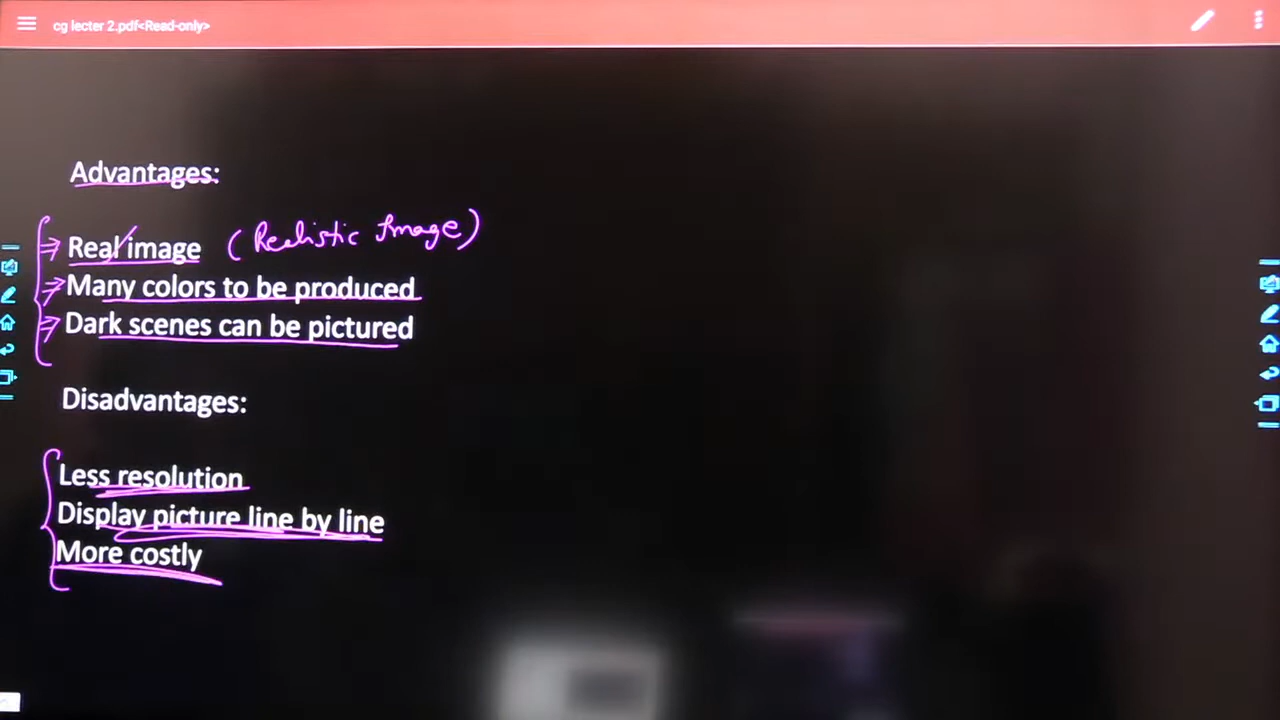 cg lecter 2.pdf<Read-only>
Advantages:
Real image (Realistic Image)
Many colors to be produced
Dark scenes can be pictured
Disadvantages:
Less resolution
Display picture line by line
More costly